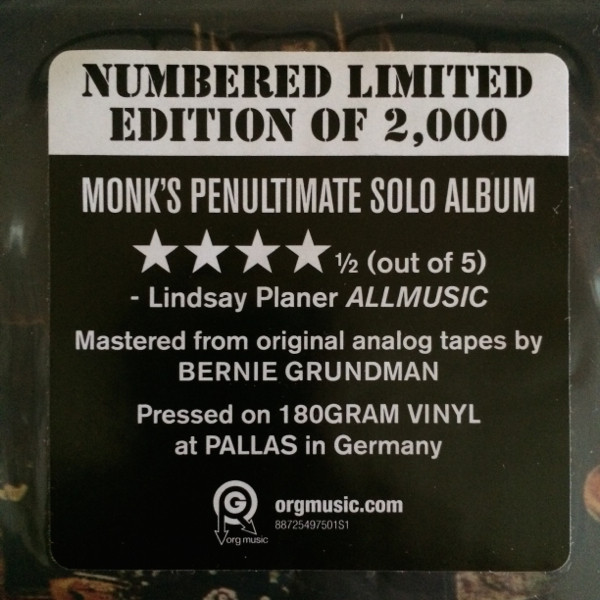 NUMBERED LIMITED
EDITION OF 2,000
MONK'S PENULTIMATE SOLO ALBUM
★★★★½ (out of 5)
- Lindsay Planer ALLMUSIC
Mastered from original analog tapes by
BERNIE GRUNDMAN
Pressed on 180GRAM VINYL
at PALLAS in Germany
orgmusic.com
88725497501S1
org music